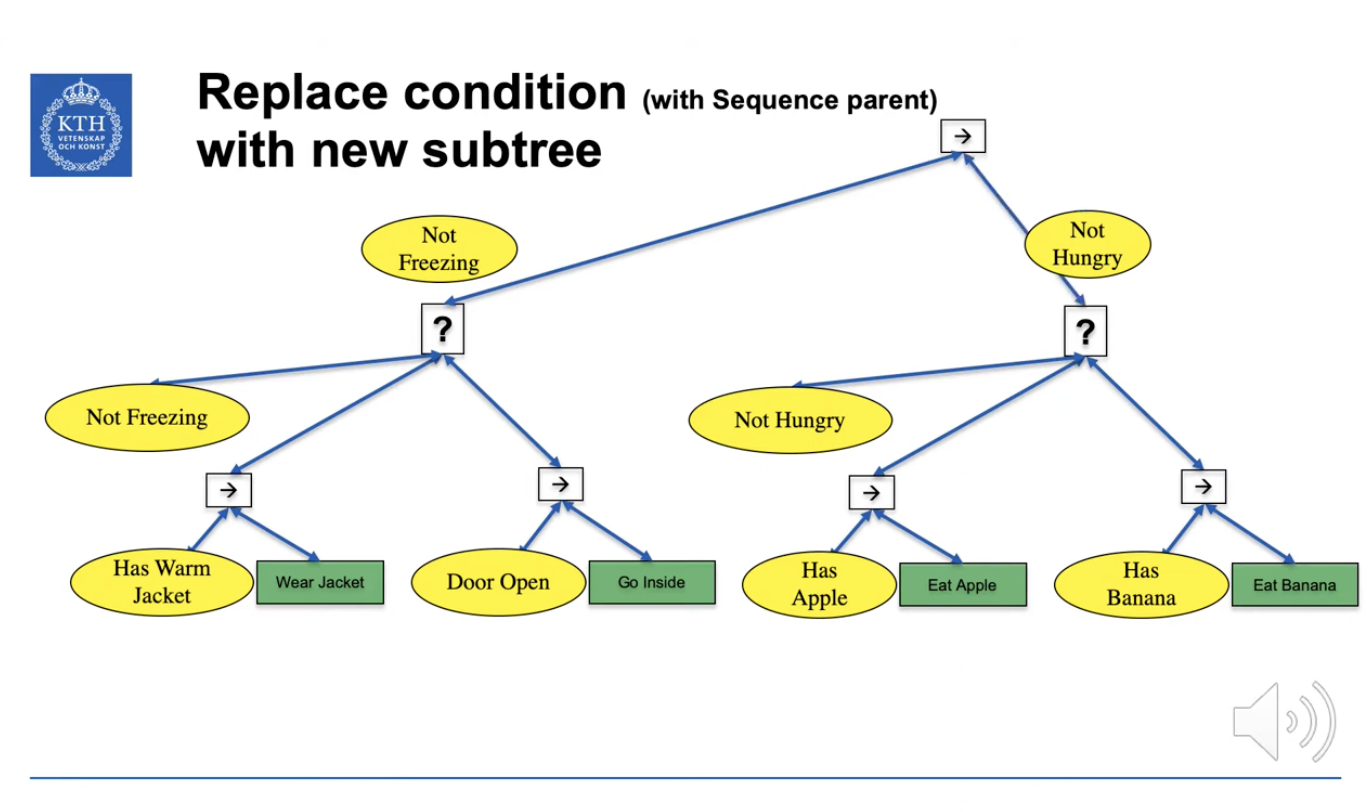 Replace condition (with Sequence parent)
with new subtree
KTH
VETENSKAP
OCH KONST
→
Not
Freezing
Not
Hungry
?
?
Not Freezing
Not Hungry
→
→
→
→
Has Warm
Jacket
Wear Jacket
Door Open
Go Inside
Has
Apple
Eat Apple
Has
Banana
Eat Banana